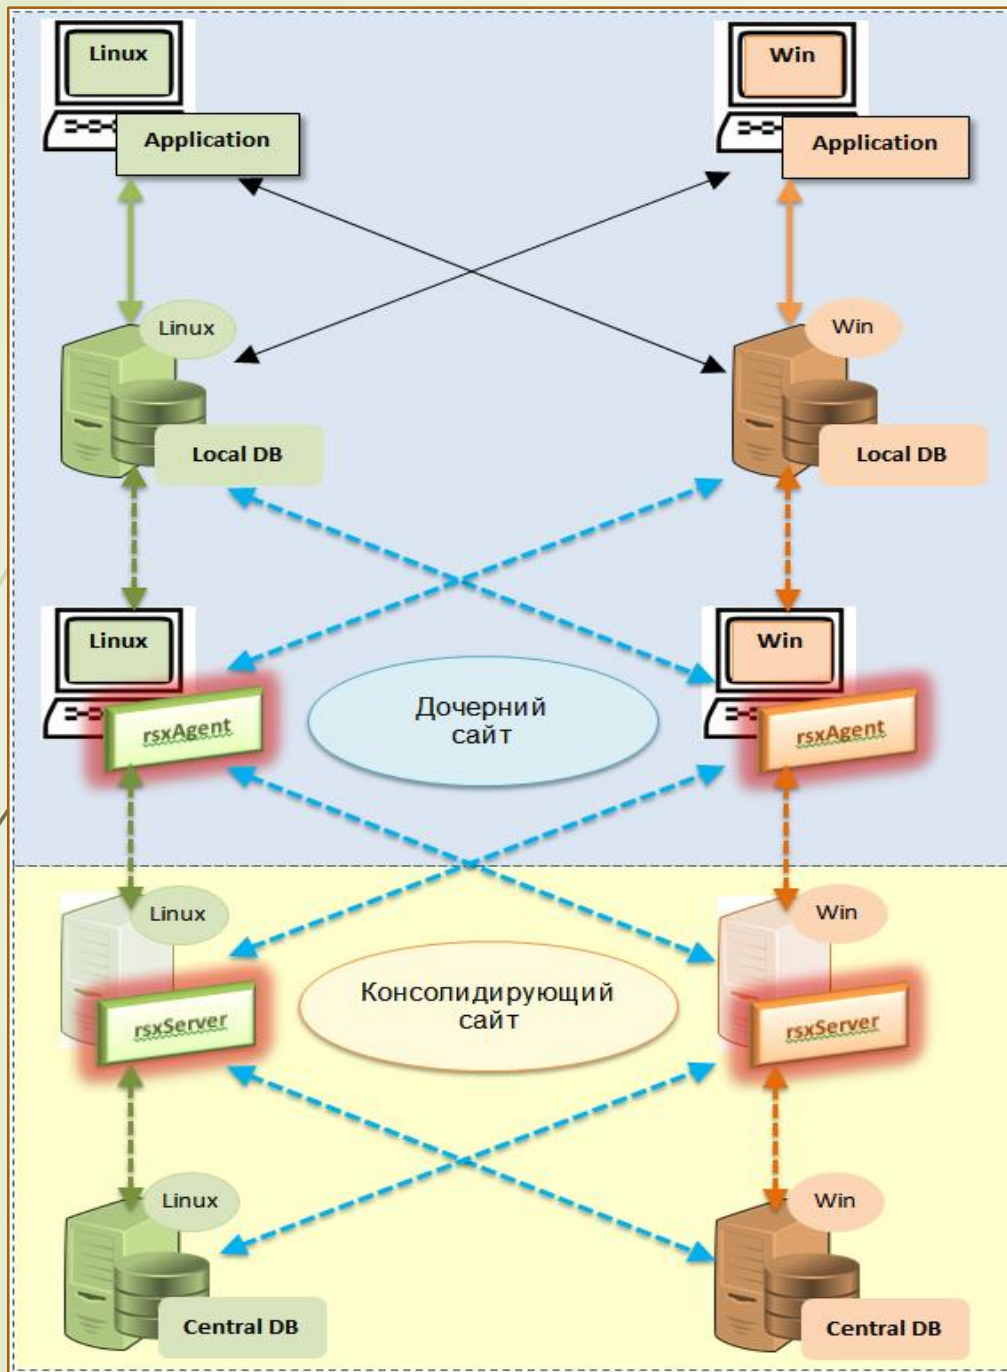 Linux
Win
Application
Application
Linux
Win
Local DB
Local DB
Linux
Win
rsxAgent
Дочерний
сайт
rsxAgent
Linux
Win
rsxServer
Консопидирующий
сайт
rsxServer
Linux
Win
Central DB
Central DB